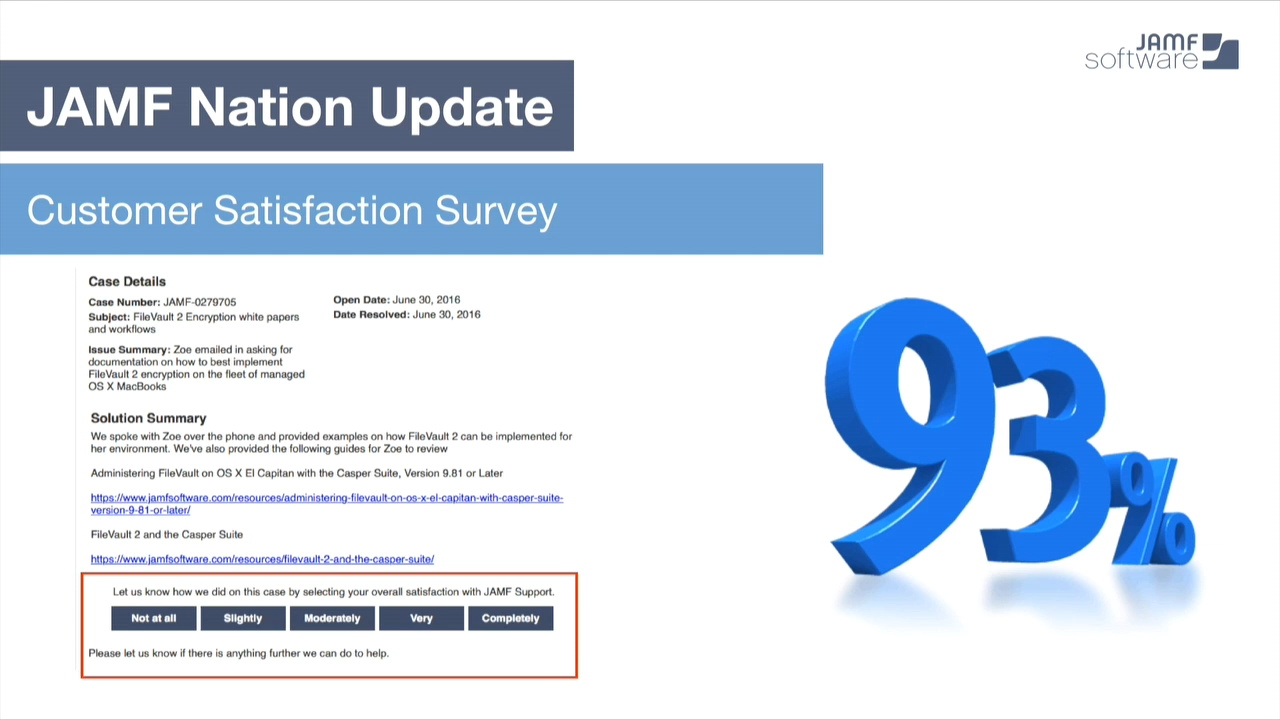 JAMF
software
JAMF Nation Update
Customer Satisfaction Survey
Case Details
Case Number: JAMF-0279705
Subject: FileVault 2 Encryption white papers
and workflows
Open Date: June 30, 2016
Date Resolved: June 30, 2016
Issue Summary: Zoe emailed in asking for
documentation on how to best implement
FileVault 2 encryption on the fleet of managed
OS X MacBooks
Solution Summary
We spoke with Zoe over the phone and provided examples on how FileVault 2 can be implemented for
her environment. We've also provided the following guides for Zoe to review
Administering FileVault on OS X El Capitan with the Casper Suite, Version 9.81 or Later
https://www.jamfsoftware.com/resources/administering-filevault-on-os-x-el-capitan-with-casper-suite-
version-9-81-or-later/
FileVault 2 and the Casper Suite
https://www.jamfsoftware.com/resources/filevault-2-and-the-casper-suite/
Let us know how we did on this case by selecting your overall satisfaction with JAMF Support.
Not at all Slightly Moderately Very Completely
Please let us know if there is anything further we can do to help.
93%